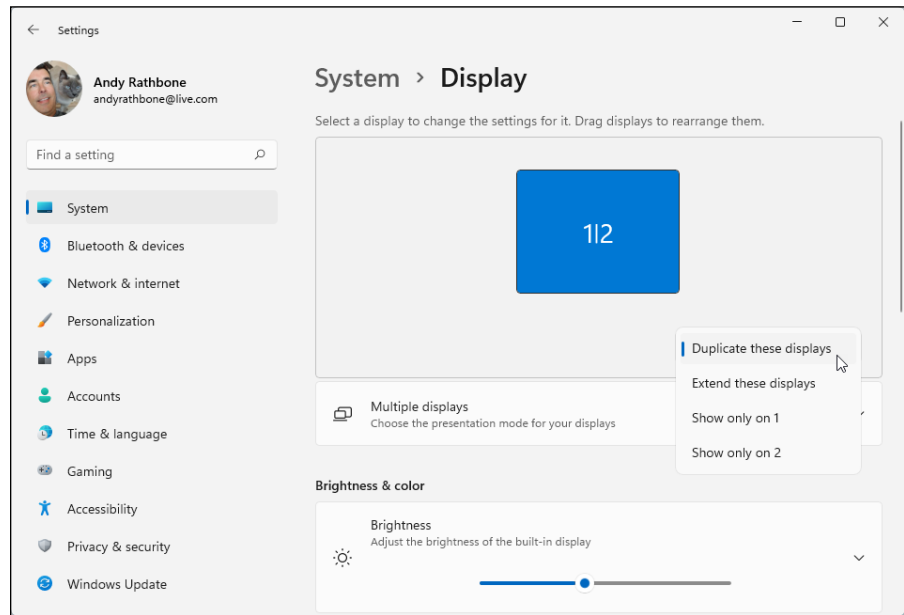 Settings
Andy Rathbone
andyrathbone@live.com
Find a setting
System
Bluetooth & devices
Network & internet
Personalization
Apps
Accounts
Time & language
Gaming
Accessibility
Privacy & security
Windows Update
System > Display
Select a display to change the settings for it. Drag displays to rearrange them.
1|2
Duplicate these displays
Extend these displays
Show only on 1
Show only on 2
Multiple displays
Choose the presentation mode for your displays
Brightness & color
Brightness
Adjust the brightness of the built-in display